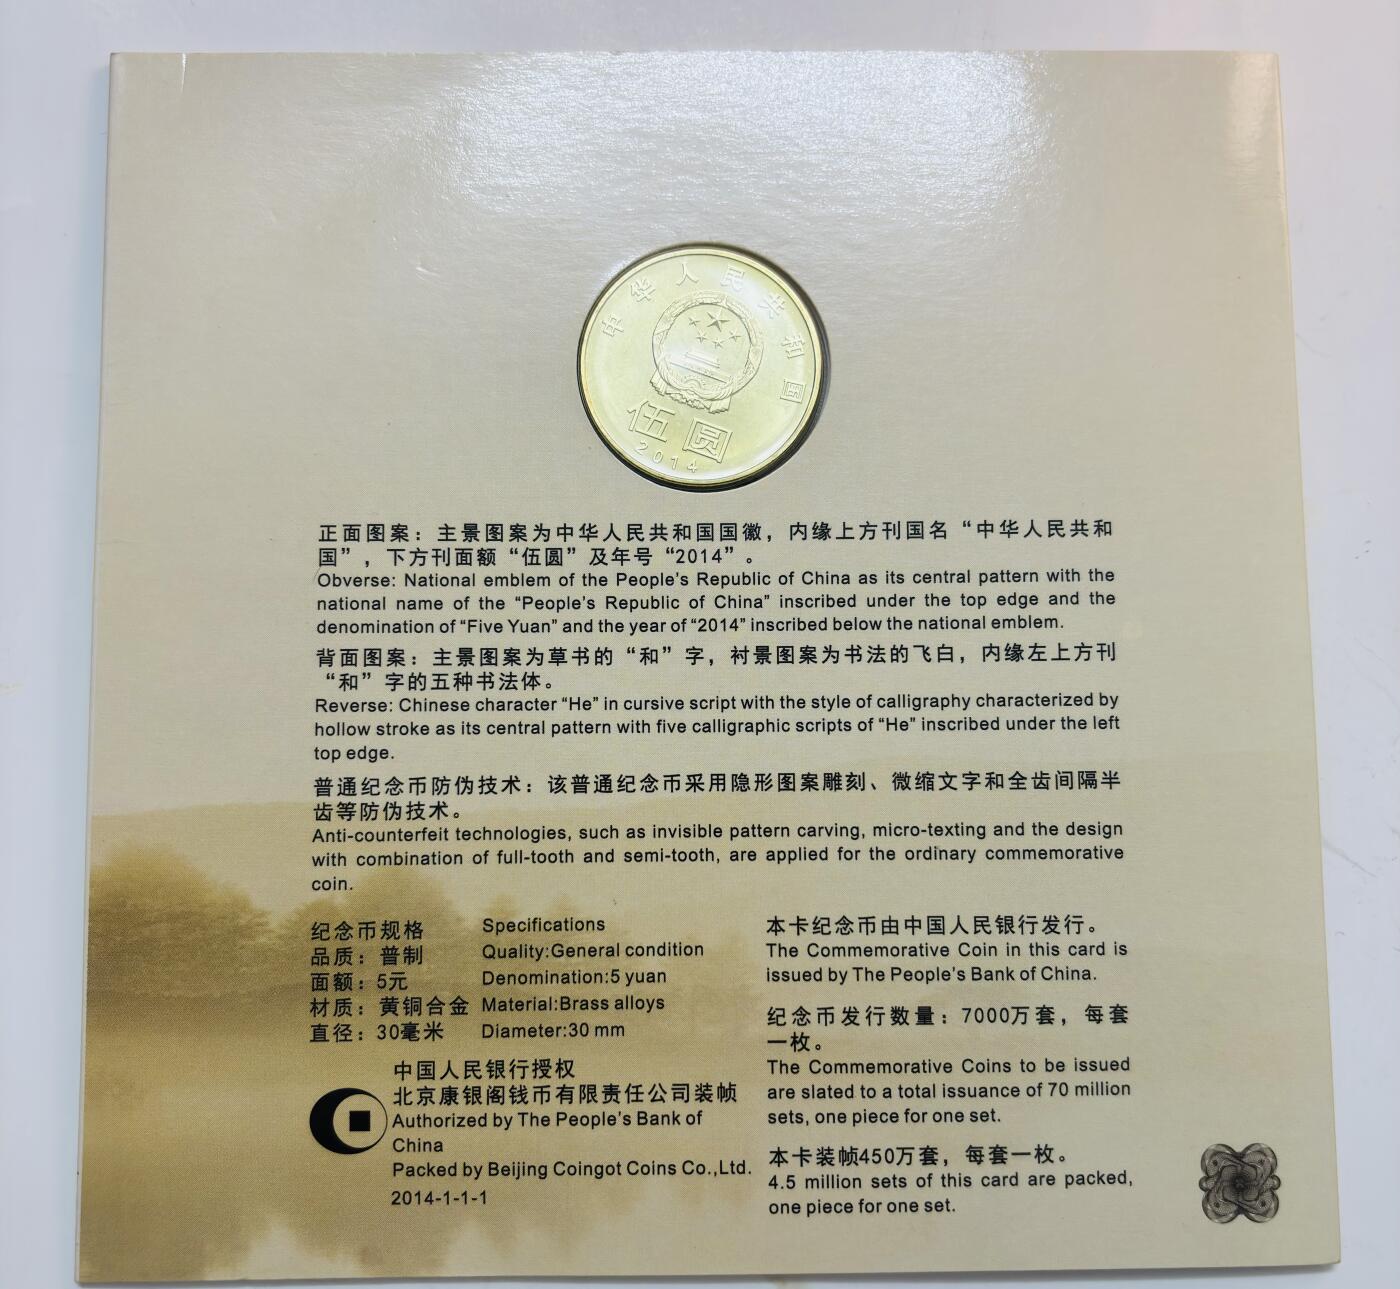 中华人民共和国
伍圆
2014
正面图案：主景图案为中华人民共和国国徽，内缘上方刊国名“中华人民共和
国”，下方刊面额“伍圆”及年号“2014”。
Obverse: National emblem of the People's Republic of China as its central pattern with the
national name of the “People's Republic of China” inscribed under the top edge and the
denomination of “Five Yuan” and the year of “2014” inscribed below the national emblem.
背面图案：主景图案为草书的“和”字，衬景图案为书法的飞白，内缘左上方刊
“和”字的五种书法体。
Reverse: Chinese character “He” in cursive script with the style of calligraphy characterized by
hollow stroke as its central pattern with five calligraphic scripts of “He” inscribed under the left
top edge.
普通纪念币防伪技术：该普通纪念币采用隐形图案雕刻、微缩文字和全齿间隔半
齿等防伪技术。
Anti-counterfeit technologies, such as invisible pattern carving, micro-texting and the design
with combination of full-tooth and semi-tooth, are applied for the ordinary commemorative
coin.
纪念币规格 Specifications
品质：普制 Quality:General condition
面额：5元 Denomination:5 yuan
材质：黄铜合金 Material:Brass alloys
直径：30毫米 Diameter:30 mm
中国人民银行授权
北京康银阁钱币有限责任公司装帧
Authorized by The People's Bank of
China
Packed by Beijing Coingot Coins Co.,Ltd.
2014-1-1-1
本卡纪念币由中国人民银行发行。
The Commemorative Coin in this card is
issued by The People's Bank of China.
纪念币发行数量：7000万套，每套
一枚。
The Commemorative Coins to be issued
are slated to a total issuance of 70 million
sets, one piece for one set.
本卡装帧450万套，每套一枚。
4.5 million sets of this card are packed,
one piece for one set.